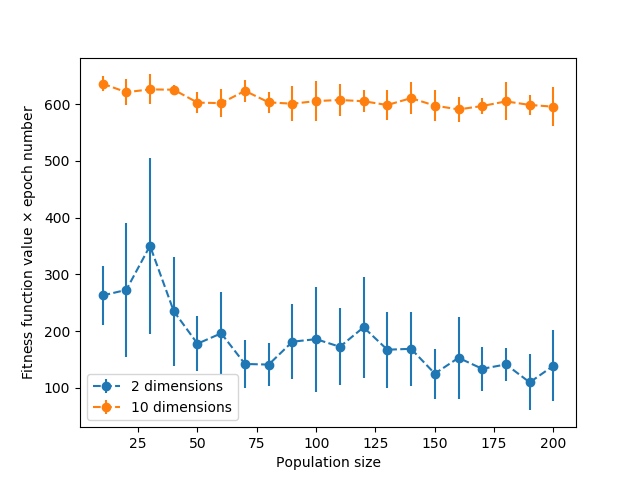 Fitness function value × epoch number
600
500
400
300
200
100
2 dimensions
10 dimensions
25 50 75 100 125 150 175 200
Population size